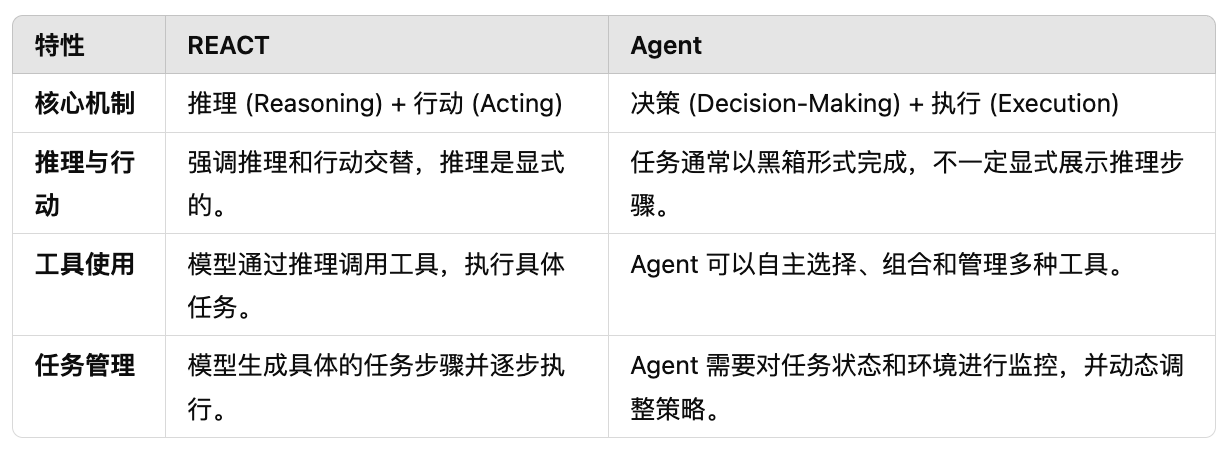 特性 REACT Agent
核心机制 推理 (Reasoning) + 行动 (Acting) 决策 (Decision-Making) + 执行 (Execution)
推理与行 强调推理和行动交替，推理是显式 任务通常以黑箱形式完成，不一定显式展示推理步
动 的。 骤。
工具使用 模型通过推理调用工具，执行具体 Agent 可以自主选择、组合和管理多种工具。
任务。
任务管理 模型生成具体的任务步骤并逐步执 Agent 需要对任务状态和环境进行监控，并动态调
行。 整策略。